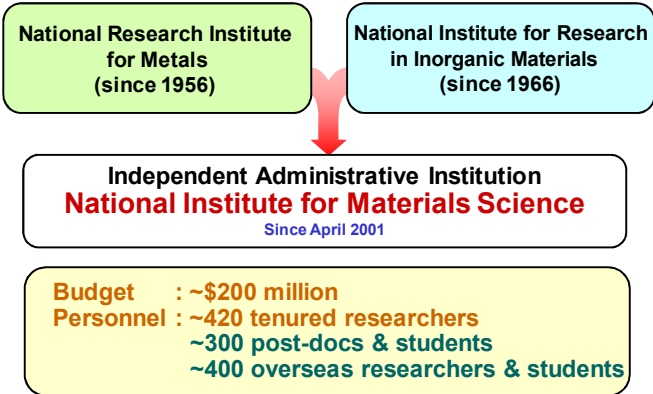 National Research Institute
for Metals
(since 1956)
National Institute for Research
in Inorganic Materials
(since 1966)
Independent Administrative Institution
National Institute for Materials Science
Since April 2001
Budget : ~$200 million
Personnel : ~420 tenured researchers
~300 post-docs & students
~400 overseas researchers & students